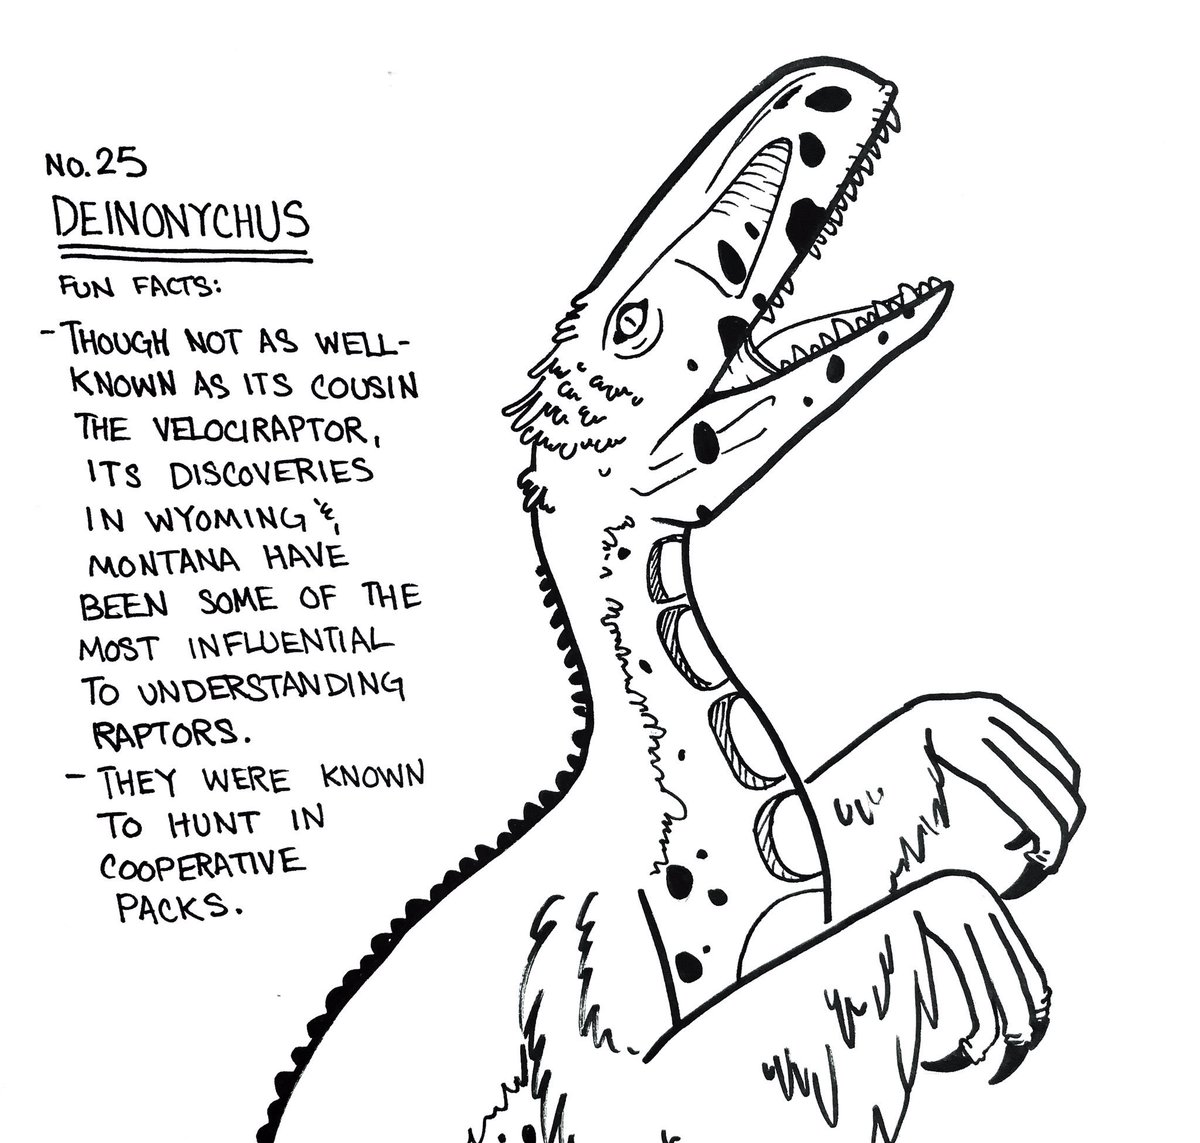 No. 25
DEINONYCHUS
FUN FACTS:
- THOUGH NOT AS WELL-
KNOWN AS ITS COUSIN
THE VELOCIRAPTOR,
ITS DISCOVERIES
IN WYOMING &
MONTANA HAVE
BEEN SOME OF THE
MOST INFLUENTIAL
TO UNDERSTANDING
RAPTORS.
- THEY WERE KNOWN
TO HUNT IN
COOPERATIVE
PACKS.